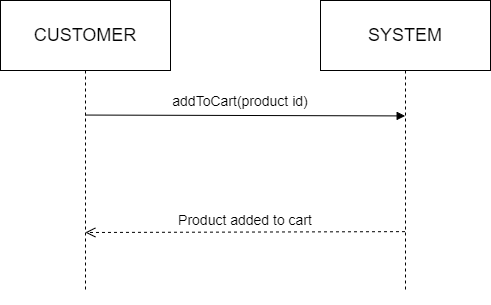 CUSTOMER
SYSTEM
addToCart(product id)
Product added to cart